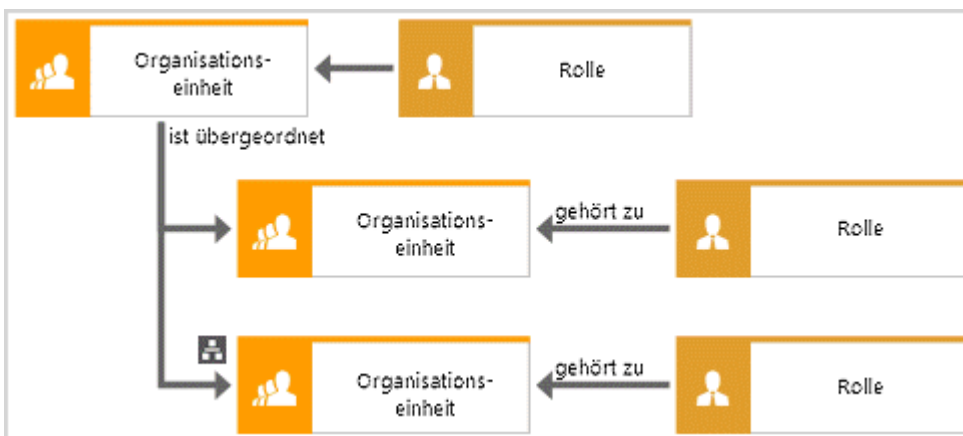 Organisations-
einheit
Rolle
ist übergeordnet
Organisations-
einheit
gehört zu
Rolle
Organisations-
einheit
gehört zu
Rolle